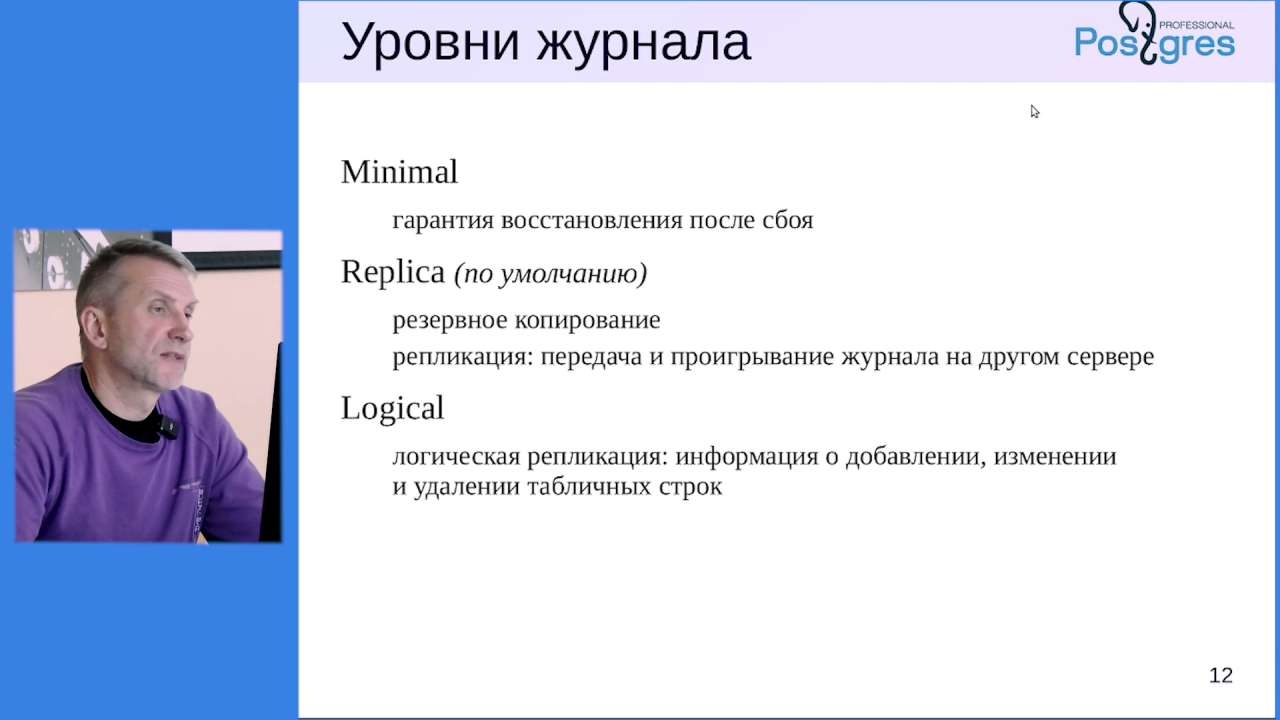 Уровни журнала
PROFESSIONAL
Postgres
Minimal
гарантия восстановления после сбоя
Replica (по умолчанию)
резервное копирование
репликация: передача и проигрывание журнала на другом сервере
Logical
логическая репликация: информация о добавлении, изменении
и удалении табличных строк
12